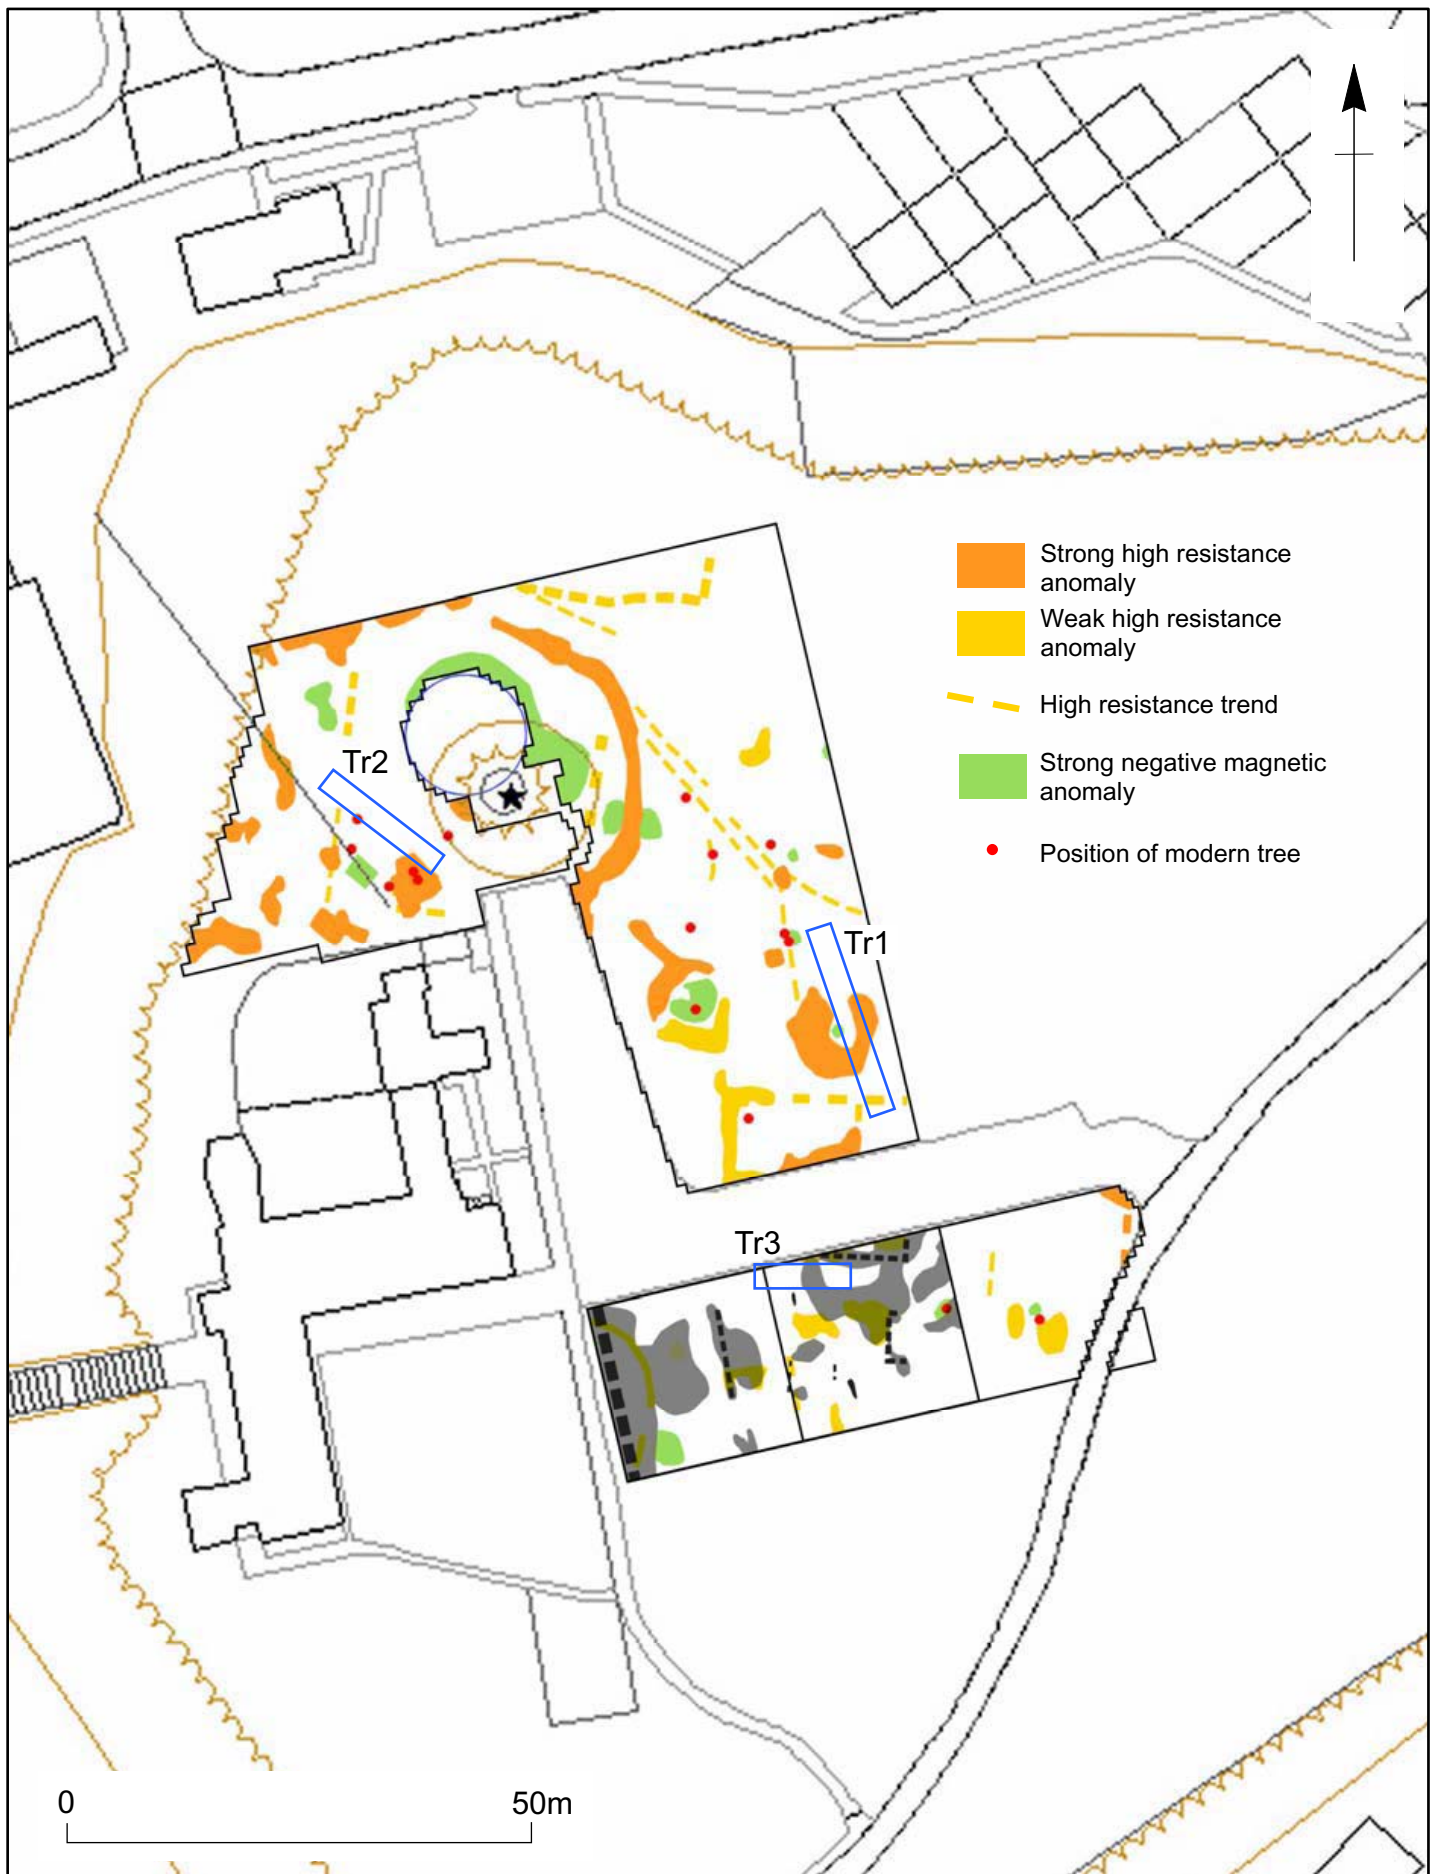 Strong high resistance
anomaly
Weak high resistance
anomaly
High resistance trend
Strong negative magnetic
anomaly
Position of modern tree
Tr2
Tr1
Tr3
0
50m